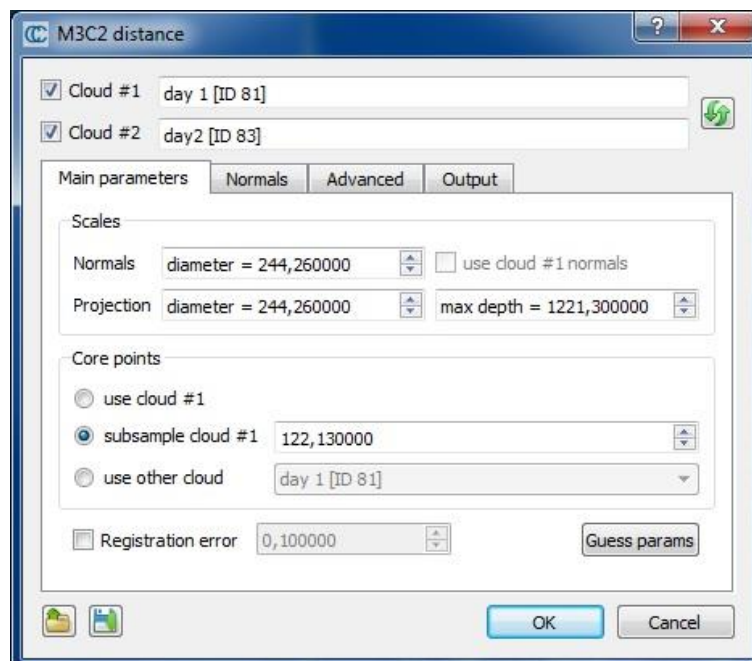 M3C2 distance
Cloud #1 day 1 [ID 81]
Cloud #2 day2 [ID 83]
Main parameters Normals Advanced Output
Scales
Normals diameter = 244,260000 use cloud #1 normals
Projection diameter = 244,260000 max depth = 1221,300000
Core points
use cloud #1
subsample cloud #1 122,130000
use other cloud day 1 [ID 81]
Registration error 0,100000 Guess params
OK Cancel